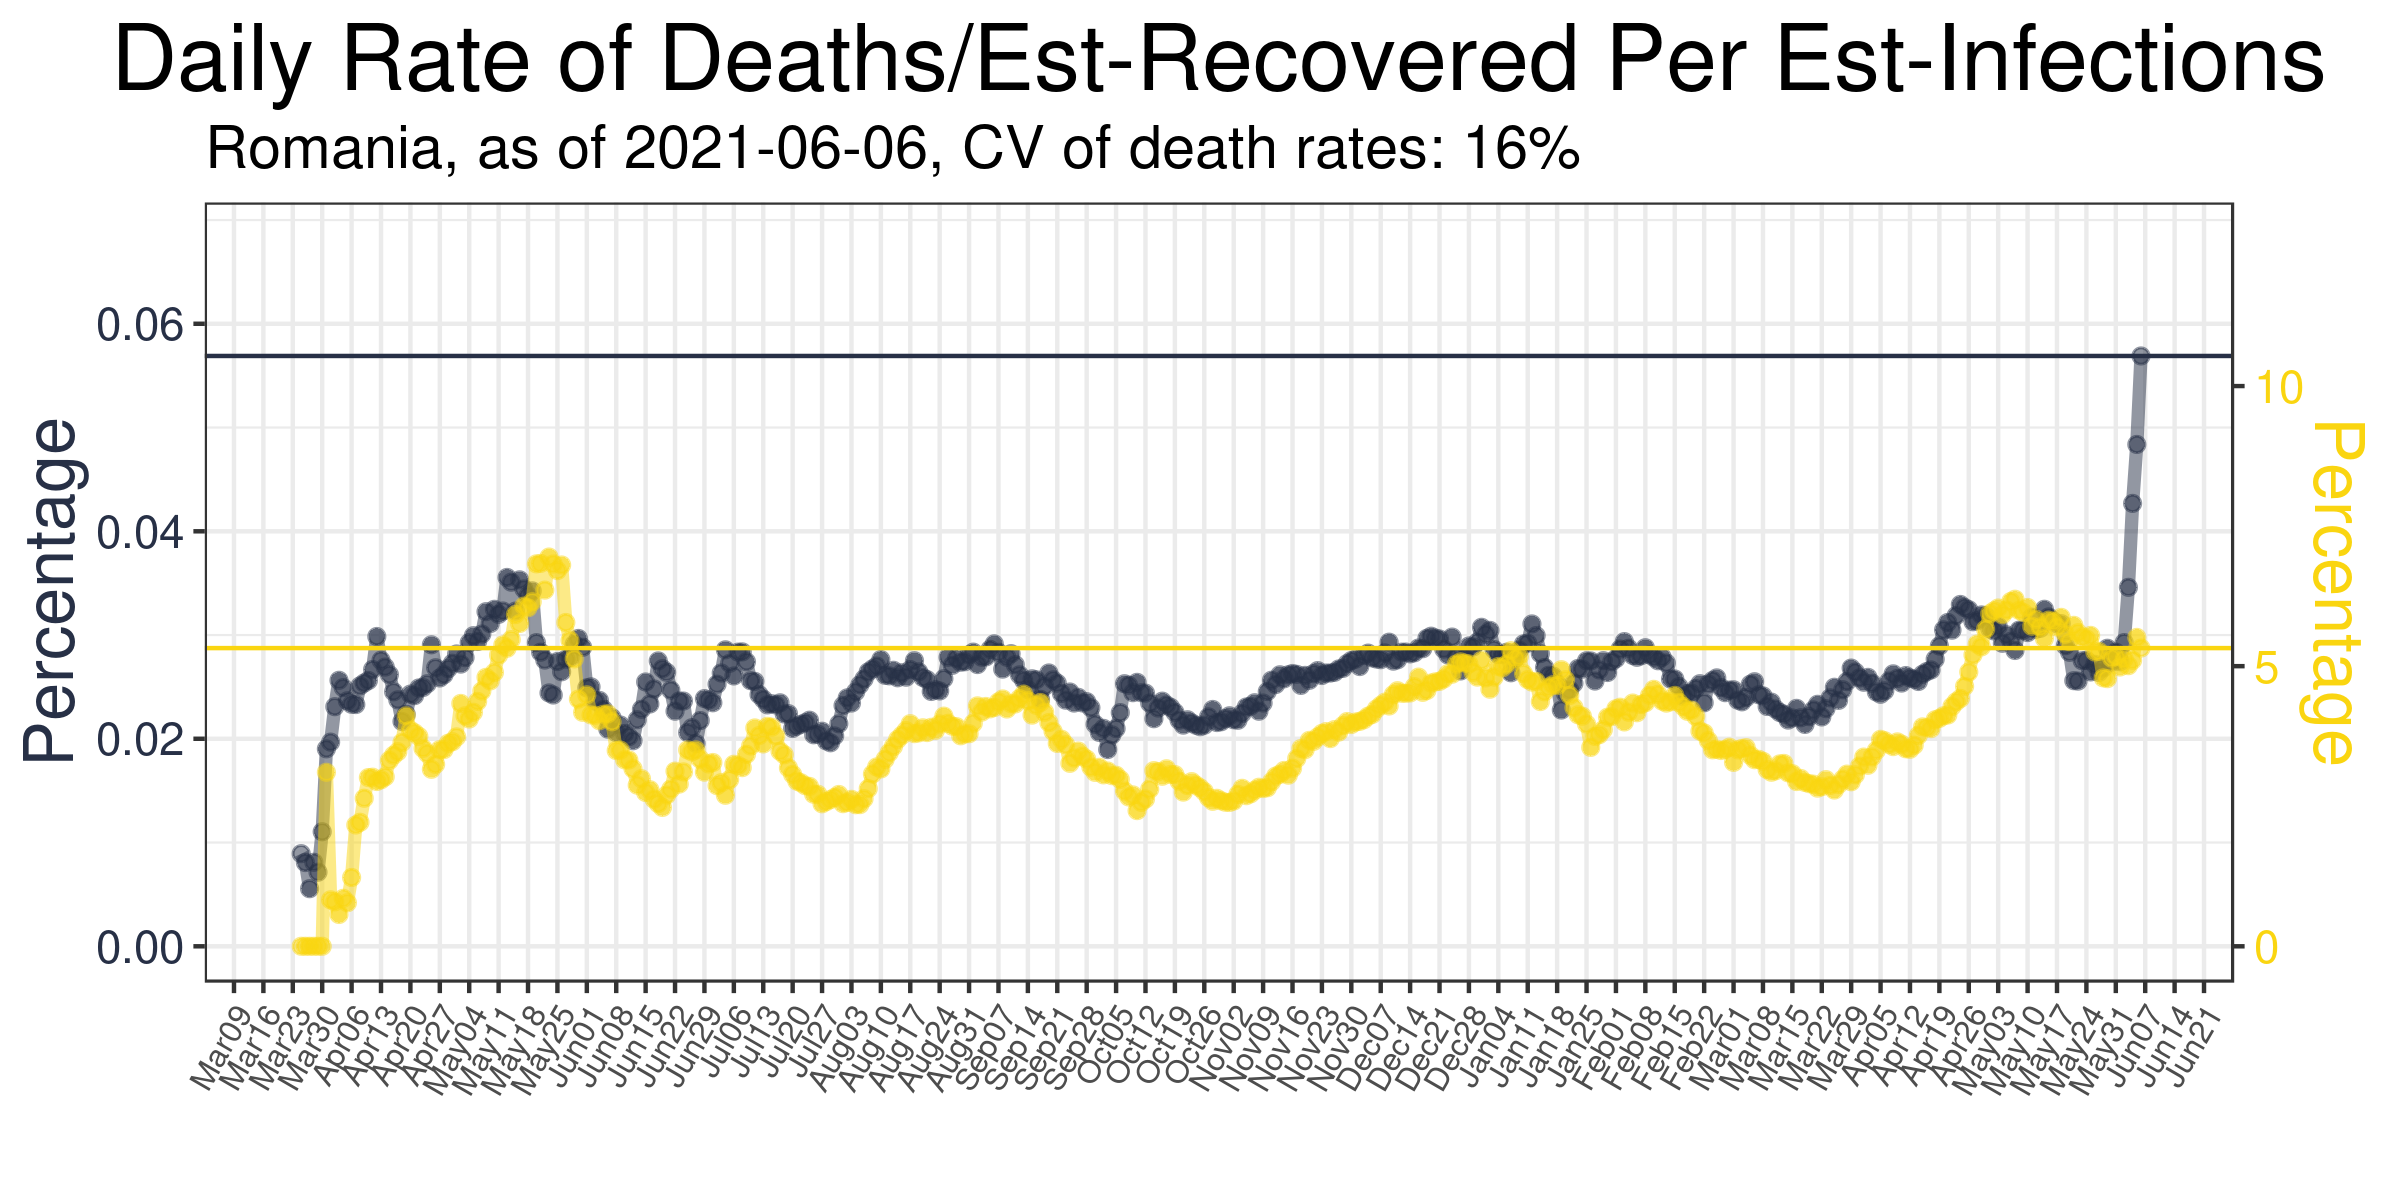 Daily Rate of Deaths/Est-Recovered Per Est-Infections
Romania, as of 2021-06-06, CV of death rates: 16%
Percentage
0.06
0.04
0.02
0.00
10
5
0
Percentage
Mar09
Mar16
Mar23
Mar30
Apr06
Apr13
Apr20
Apr27
May04
May11
May18
May25
Jun01
Jun08
Jun15
Jun22
Jun29
Jul06
Jul13
Jul20
Jul27
Aug03
Aug10
Aug17
Aug24
Aug31
Sep07
Sep14
Sep21
Sep28
Oct05
Oct12
Oct19
Oct26
Nov02
Nov09
Nov16
Nov23
Nov30
Dec07
Dec14
Dec21
Dec28
Jan04
Jan11
Jan18
Jan25
Feb01
Feb08
Feb15
Feb22
Mar01
Mar08
Mar15
Mar22
Mar29
Apr05
Apr12
Apr19
Apr26
May03
May10
May17
May24
May31
Jun07
Jun14
Jun21